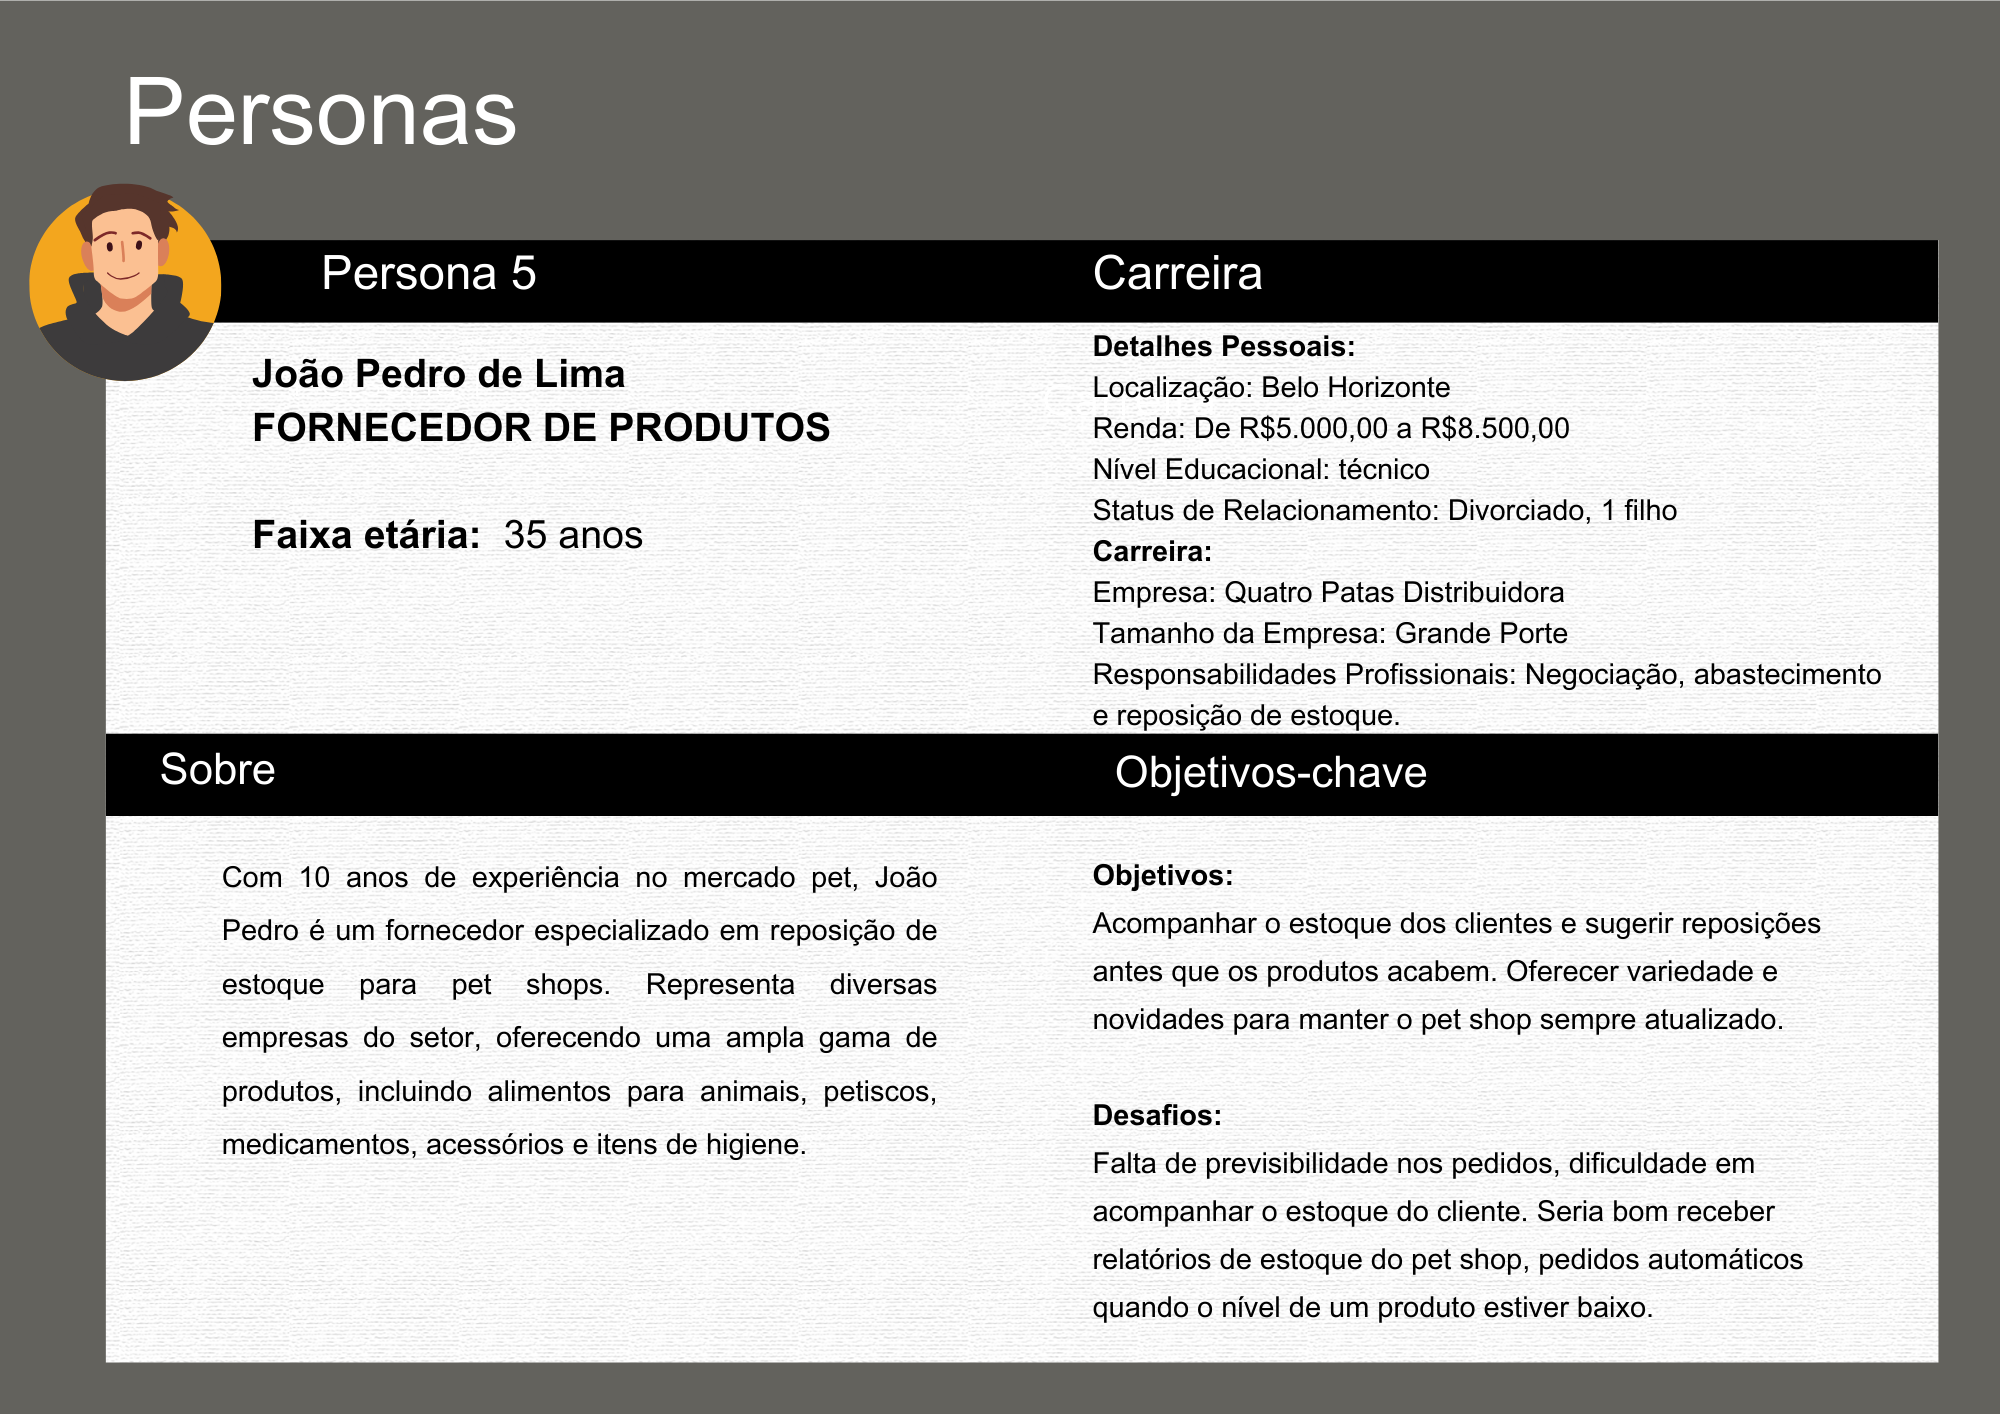 Personas
Persona 5
João Pedro de Lima
FORNECEDOR DE PRODUTOS
Faixa etária:  35 anos
Carreira
Detalhes Pessoais:
Localização: Belo Horizonte
Renda: De R$5.000,00 a R$8.500,00
Nível Educacional: técnico
Status de Relacionamento: Divorciado, 1 filho
Carreira:
Empresa: Quatro Patas Distribuidora
Tamanho da Empresa: Grande Porte
Responsabilidades Profissionais: Negociação, abastecimento
e reposição de estoque.
Sobre
Com 10 anos de experiência no mercado pet, João
Pedro é um fornecedor especializado em reposição de
estoque para pet shops. Representa diversas
empresas do setor, oferecendo uma ampla gama de
produtos, incluindo alimentos para animais, petiscos,
medicamentos, acessórios e itens de higiene.
Objetivos-chave
Objetivos:
Acompanhar o estoque dos clientes e sugerir reposições
antes que os produtos acabem. Oferecer variedade e
novidades para manter o pet shop sempre atualizado.
Desafios:
Falta de previsibilidade nos pedidos, dificuldade em
acompanhar o estoque do cliente. Seria bom receber
relatórios de estoque do pet shop, pedidos automáticos
quando o nível de um produto estiver baixo.